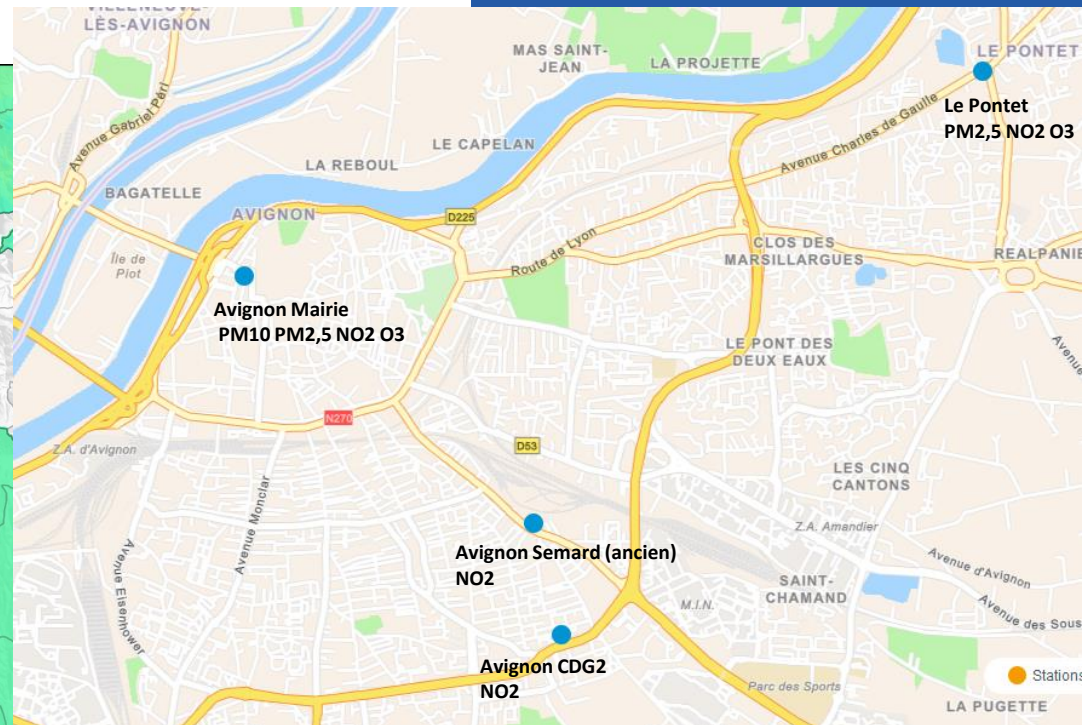 VILLENEUVE-
LÈS-AVIGNON
MAS SAINT-
JEAN
LA PROJETTE
LE PONTET
Avenue Gabriel Péri
Le Pontet
PM2,5 NO2 O3
Avenue Charles de Gaulle
LE CAPELAN
LA REBOUL
BAGATELLE
AVIGNON
D225
Île de
Piot
Route de Lyon
CLOS DES
MARSILLARGUES
REALPANIE
Avignon Mairie
PM10 PM2,5 NO2 O3
LE PONT DES
DEUX EAUX
Avenue
N270
Z.A. d'Avignon
D53
LES CINQ
CANTONS
Avenue Monclar
Z.A. Amandier
Avignon Semard (ancien)
NO2
Avenue Eisenhower
Avenue d'Avignon
SAINT-
CHAMAND
M.I.N.
Avenue des Sous
Avignon CDG2
NO2
Stations
Parc des Sports
LA PUGETTE